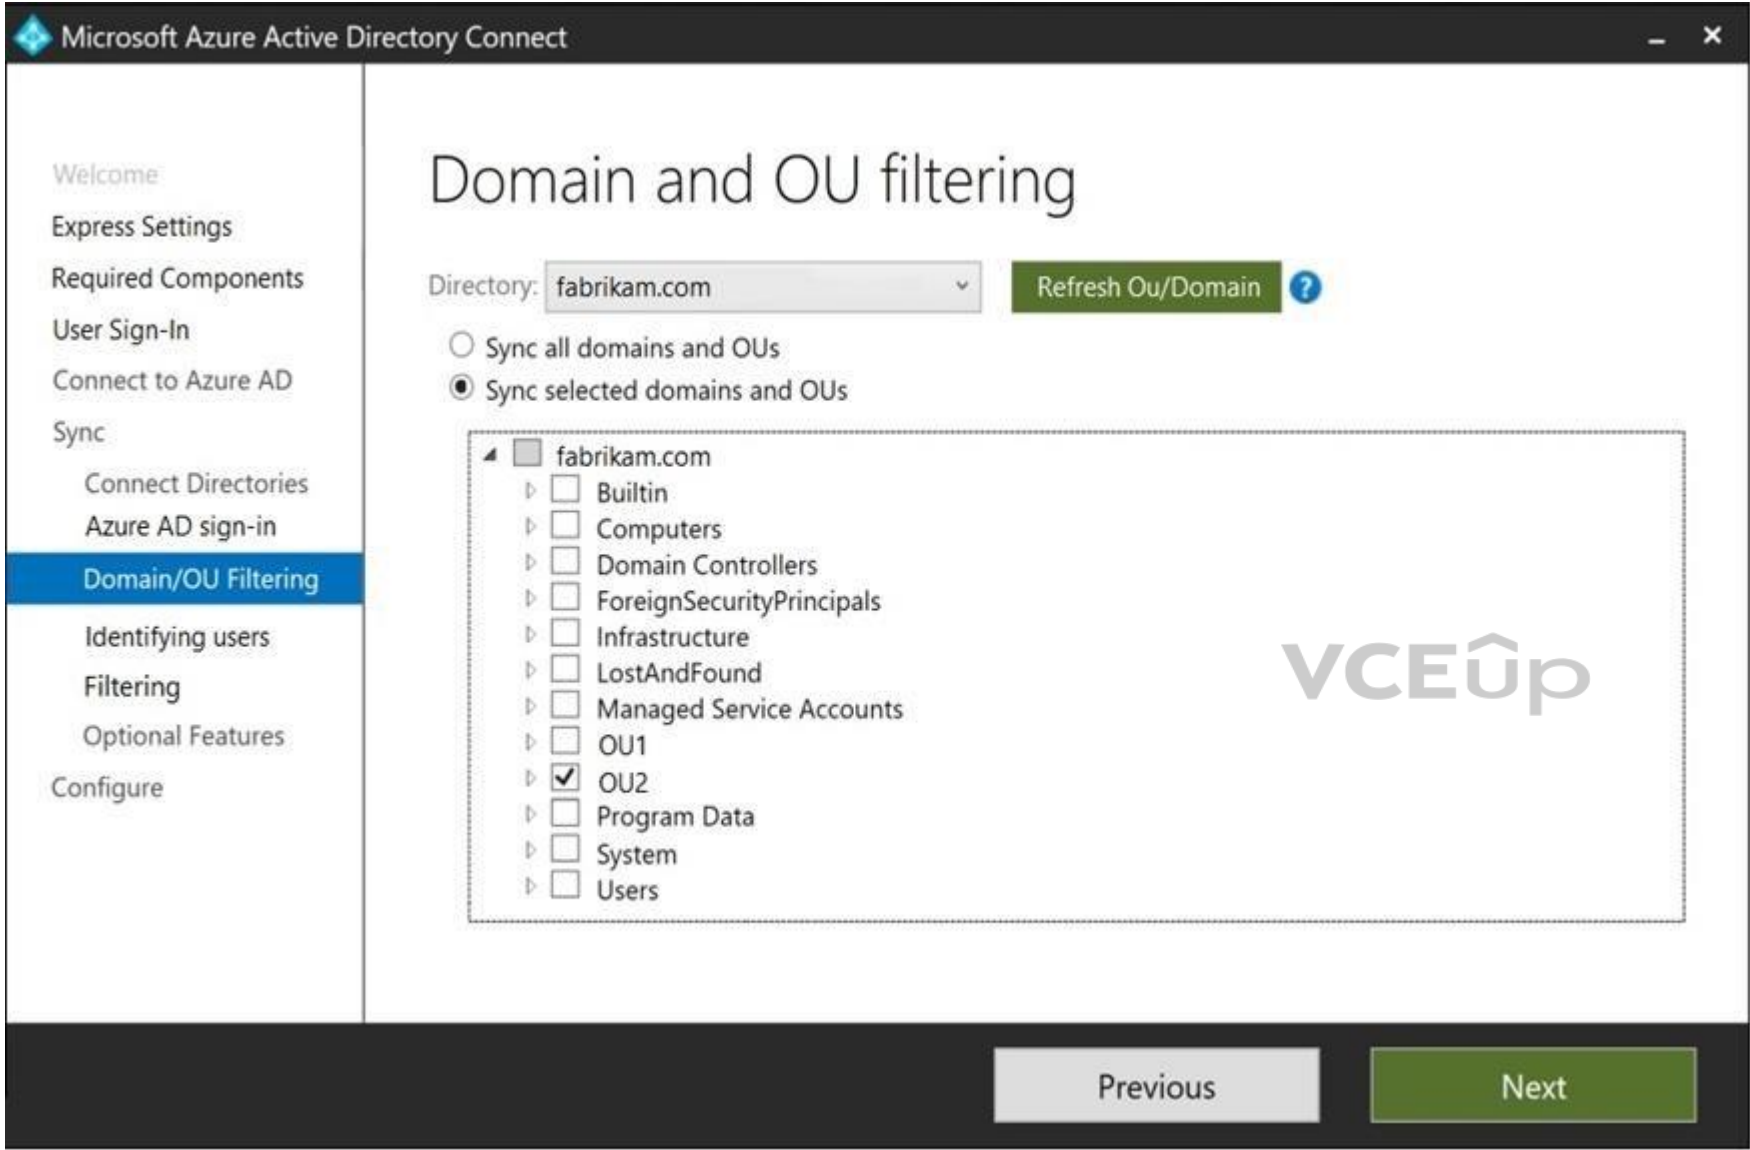 Microsoft Azure Active Directory Connect
Welcome
Express Settings
Required Components
User Sign-In
Connect to Azure AD
Sync
Connect Directories
Azure AD sign-in
Domain/OU Filtering
Identifying users
Filtering
Optional Features
Configure
Domain and OU filtering
Directory: fabrikam.com
Refresh Ou/Domain
?
Sync all domains and OUs
Sync selected domains and OUs
fabrikam.com
Builtin
Computers
Domain Controllers
ForeignSecurityPrincipals
Infrastructure
LostAndFound
Managed Service Accounts
OU1
OU2
Program Data
System
Users
VCEûp
Previous
Next